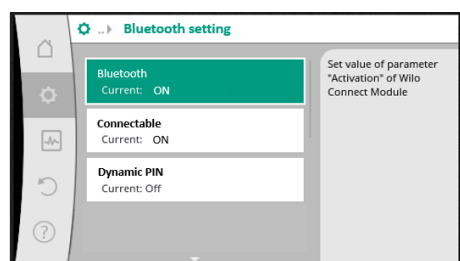 ..▸ Bluetooth setting
Bluetooth
Current: ON
Connectable
Current: ON
Dynamic PIN
Current: Off
Set value of parameter
"Activation" of Wilo
Connect Module
?